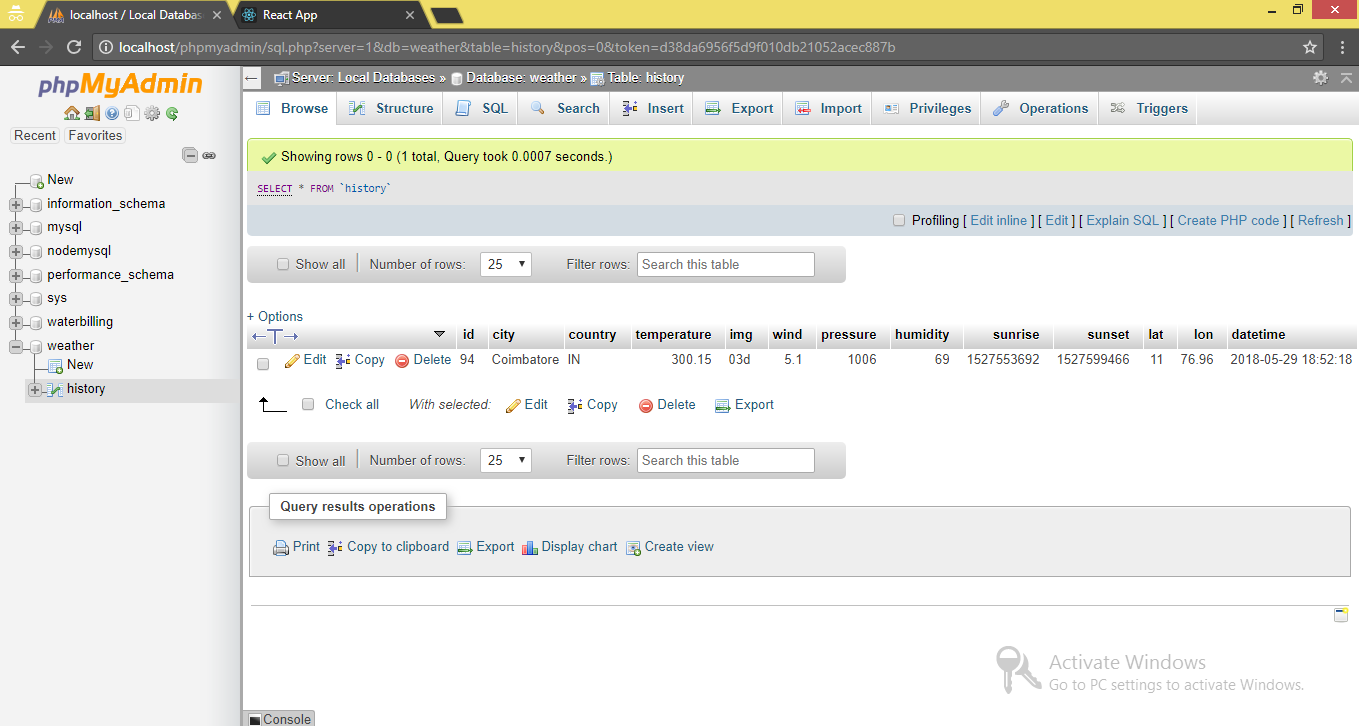 localhost / Local Databas
React App
localhost/phpmyadmin/sql.php?server=1&db=weather&table=history&pos=0&token=d38da6956f5d9f010db21052acec887b
phpMyAdmin
Recent Favorites
New
information_schema
mysql
nodemysql
performance_schema
sys
waterbilling
weather
New
history
Server: Local Databases » Database: weather » Table: history
Browse Structure SQL Search Insert Export Import Privileges Operations Triggers
Showing rows 0 - 0 (1 total, Query took 0.0007 seconds.)
SELECT * FROM `history`
Profiling [ Edit inline ] [ Edit ] [ Explain SQL ] [ Create PHP code ] [ Refresh ]
Show all Number of rows: 25 Filter rows: Search this table
+ Options
id city country temperature img wind pressure humidity sunrise sunset lat lon datetime
Edit Copy Delete 94 Coimbatore IN 300.15 03d 5.1 1006 69 1527553692 1527599466 11 76.96 2018-05-29 18:52:18
Check all With selected: Edit Copy Delete Export
Show all Number of rows: 25 Filter rows: Search this table
Query results operations
Print Copy to clipboard Export Display chart Create view
Activate Windows
Go to PC settings to activate Windows.
Console